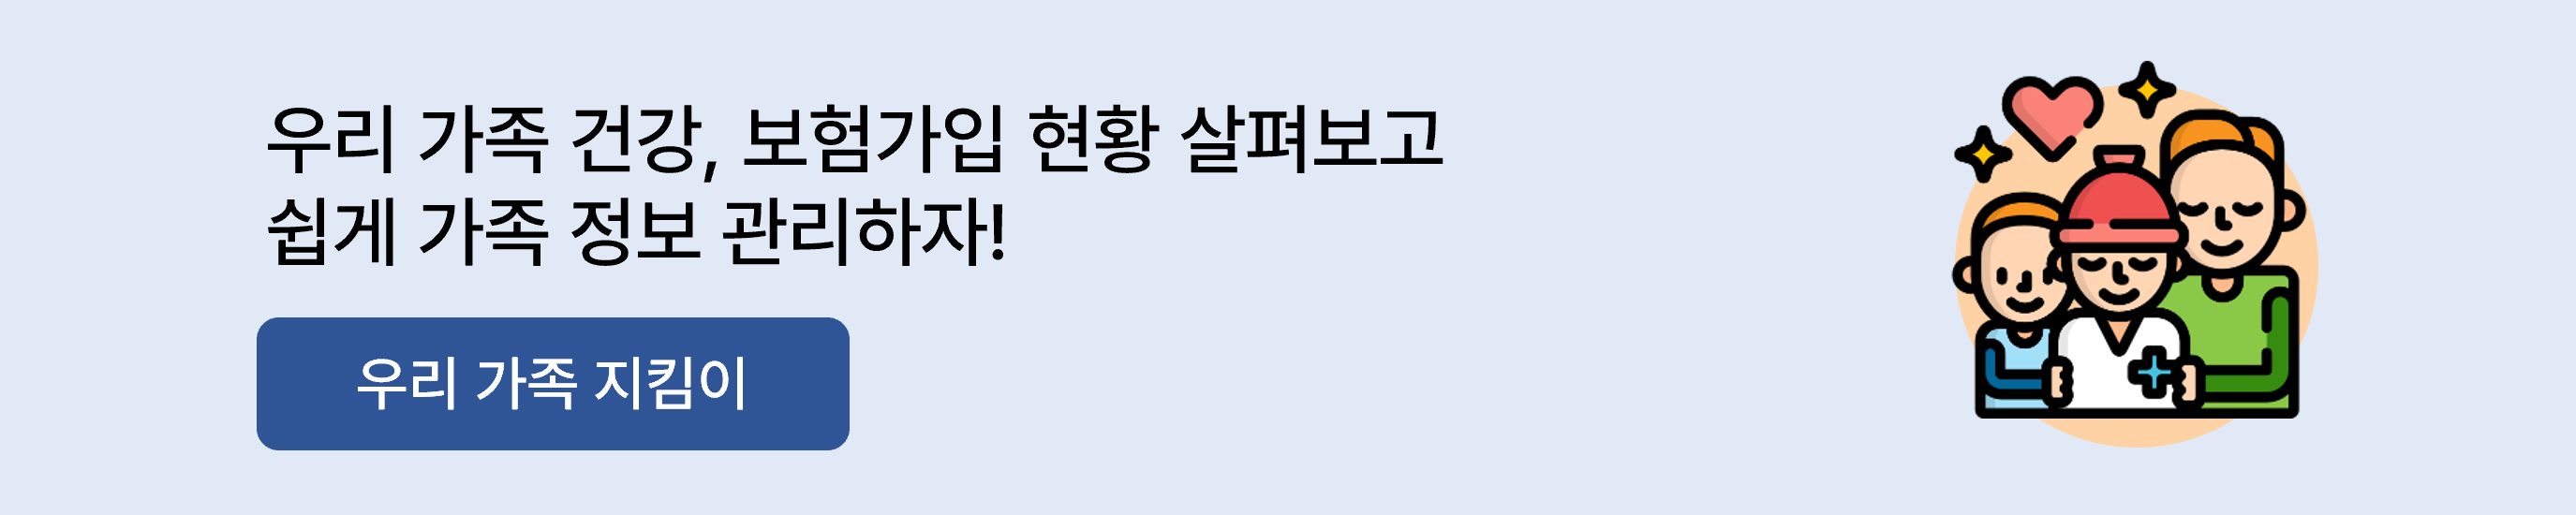 우리 가족 건강, 보험가입 현황 살펴보고
쉽게 가족 정보 관리하자!
우리 가족 지킴이